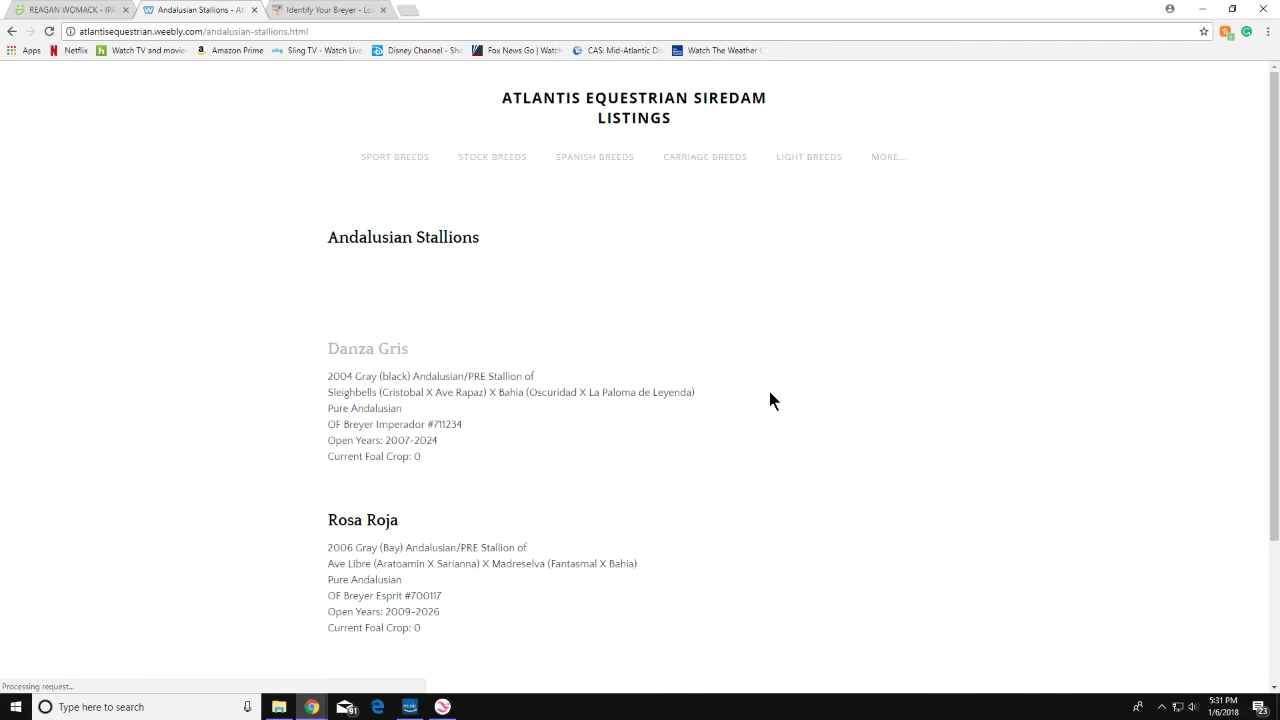 REAGAN WOMACK - IPA
Andalusian Stallions - At
Identify Your Breyer - Lo
atlantisequestrian.weebly.com/andalusian-stallions.html
Apps
Netflix
Watch TV and movies
Amazon Prime
Sling TV - Watch Live
Disney Channel - Sho
Fox News Go | Watch
CAS: Mid-Atlantic Di
Watch The Weather C
ATLANTIS EQUESTRIAN SIREDAM
LISTINGS
SPORT BREEDS
STOCK BREEDS
SPANISH BREEDS
CARRIAGE BREEDS
LIGHT BREEDS
MORE...
Andalusian Stallions
Danza Gris
2004 Gray (black) Andalusian/PRE Stallion of
Sleighbells (Cristobal X Ave Rapaz) X Bahia (Oscuridad X La Paloma de Leyenda)
Pure Andalusian
OF Breyer Imperador #711234
Open Years: 2007-2024
Current Foal Crop: 0
Rosa Roja
2006 Gray (Bay) Andalusian/PRE Stallion of
Ave Libre (Aratoamin X Sarianna) X Madreselva (Fantasmal X Bahia)
Pure Andalusian
OF Breyer Esprit #700117
Open Years: 2009-2026
Current Foal Crop: 0
Processing request...
Type here to search
music
5:31 PM
1/6/2018